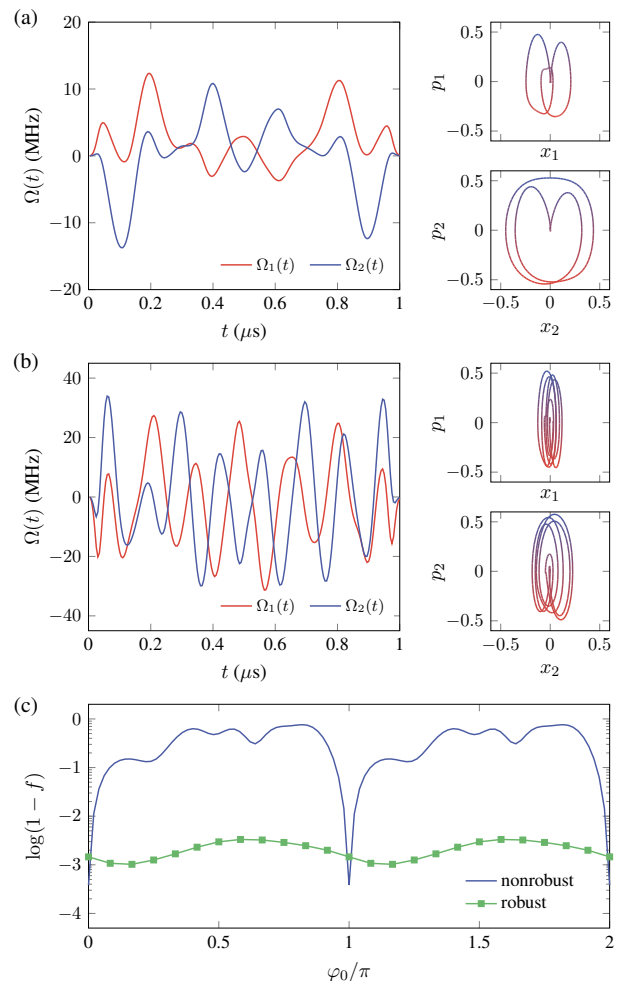 (a)
20
10
0
−10
−20
Ω(t) (MHz)
Ω₁(t)
Ω₂(t)
0
0.2
0.4
0.6
0.8
1
t (μs)
0.5
0
−0.5
p₁
x₁
0.5
0
−0.5
p₂
−0.5
0
0.5
x₂
(b)
40
20
0
−20
−40
Ω(t) (MHz)
Ω₁(t)
Ω₂(t)
0
0.2
0.4
0.6
0.8
1
t (μs)
0.5
0
−0.5
p₁
x₁
0.5
0
−0.5
p₂
−0.5
0
0.5
x₂
(c)
0
−1
−2
−3
−4
log(1 − f)
nonrobust
robust
0
0.5
1
1.5
2
φ₀/π